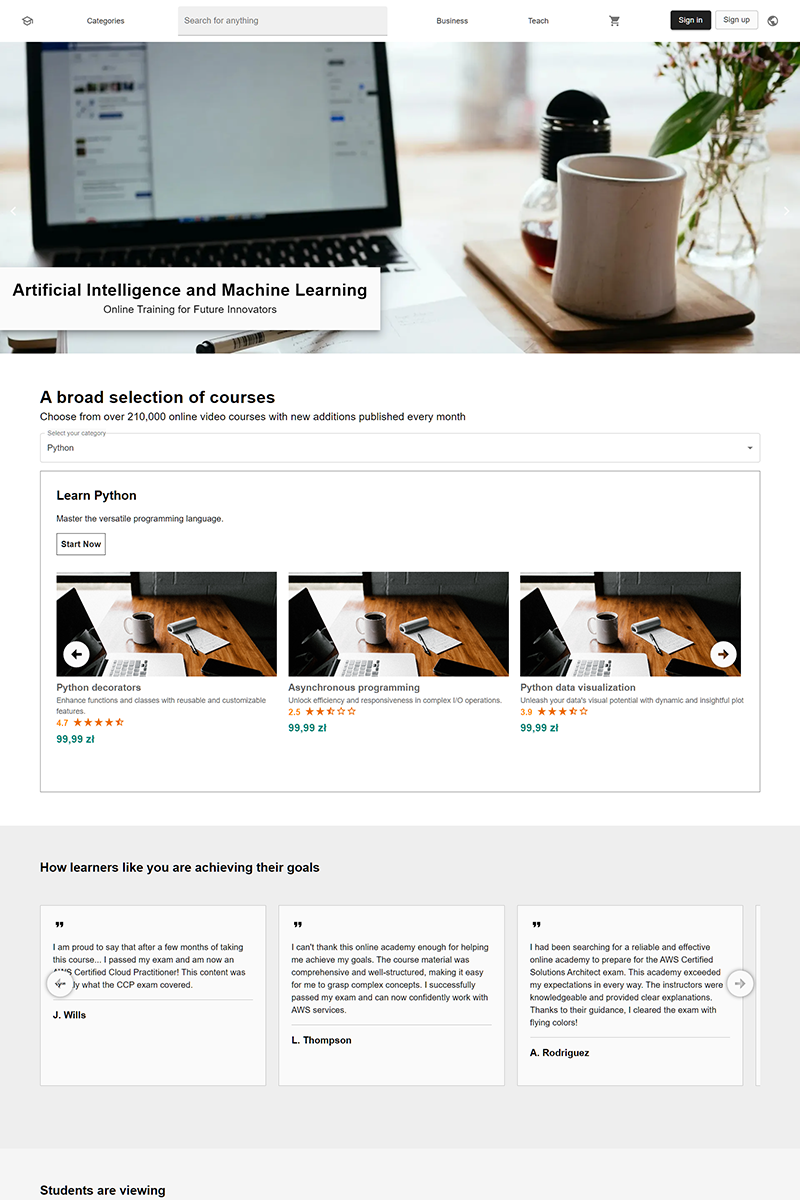 Categories
Search for anything
Business
Teach
Sign in
Sign up
Artificial Intelligence and Machine Learning
Online Training for Future Innovators
A broad selection of courses
Choose from over 210,000 online video courses with new additions published every month
Select your category
Python
Learn Python
Master the versatile programming language.
Start Now
Python decorators
Enhance functions and classes with reusable and customizable
features.
4.7
99,99 zł
Asynchronous programming
Unlock efficiency and responsiveness in complex I/O operations.
2.5
99,99 zł
Python data visualization
Unleash your data's visual potential with dynamic and insightful plot
3.9
99,99 zł
How learners like you are achieving their goals
I am proud to say that after a few months of taking
this course... I passed my exam and am now an
AWS Certified Cloud Practitioner! This content was
ly what the CCP exam covered.
J. Wills
I can't thank this online academy enough for helping
me achieve my goals. The course material was
comprehensive and well-structured, making it easy
for me to grasp complex concepts. I successfully
passed my exam and can now confidently work with
AWS services.
L. Thompson
I had been searching for a reliable and effective
online academy to prepare for the AWS Certified
Solutions Architect exam. This academy exceeded
my expectations in every way. The instructors were
knowledgeable and provided clear explanations.
Thanks to their guidance, I cleared the exam with
flying colors!
A. Rodriguez
Students are viewing